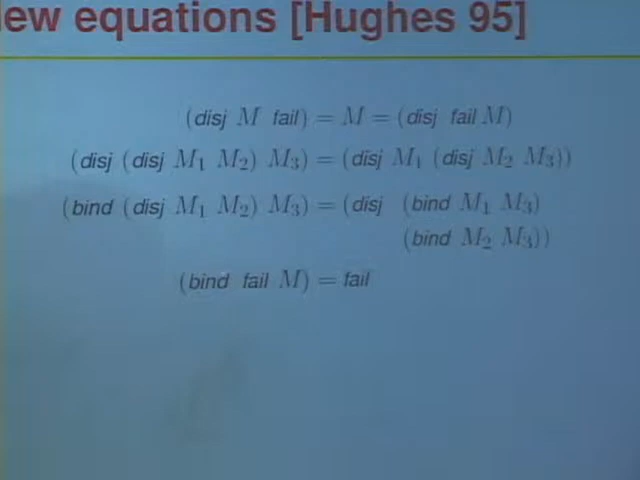 ew equations [Hughes 95]
(disj M fail) = M = (disj fail M)
(disj (disj M₁ M₂) M₃) = (disj M₁ (disj M₂ M₃))
(bind (disj M₁ M₂) M₃) = (disj (bind M₁ M₃)
(bind M₂ M₃))
(bind fail M) = fail